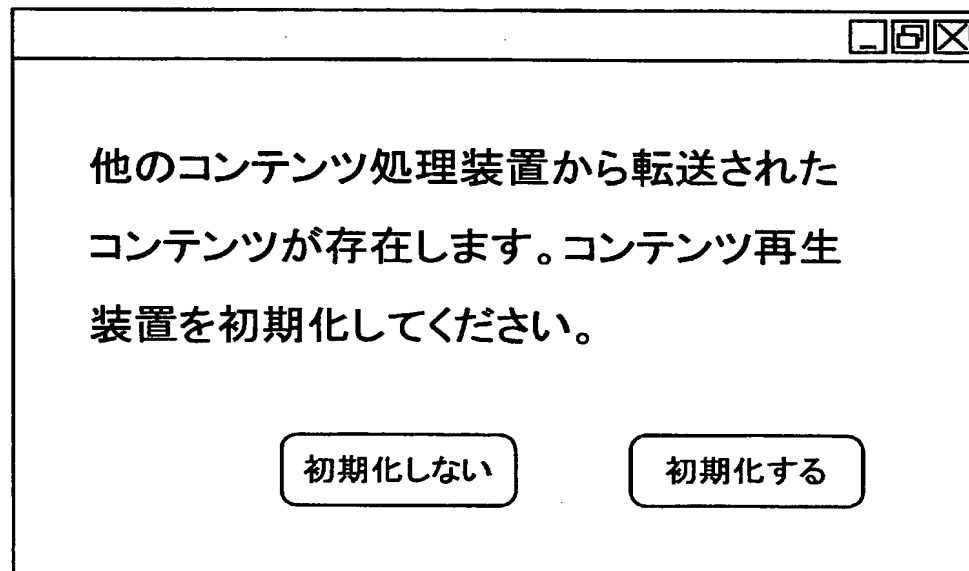 他のコンテンツ処理装置から転送された
コンテンツが存在します。コンテンツ再生
装置を初期化してください。
初期化しない
初期化する